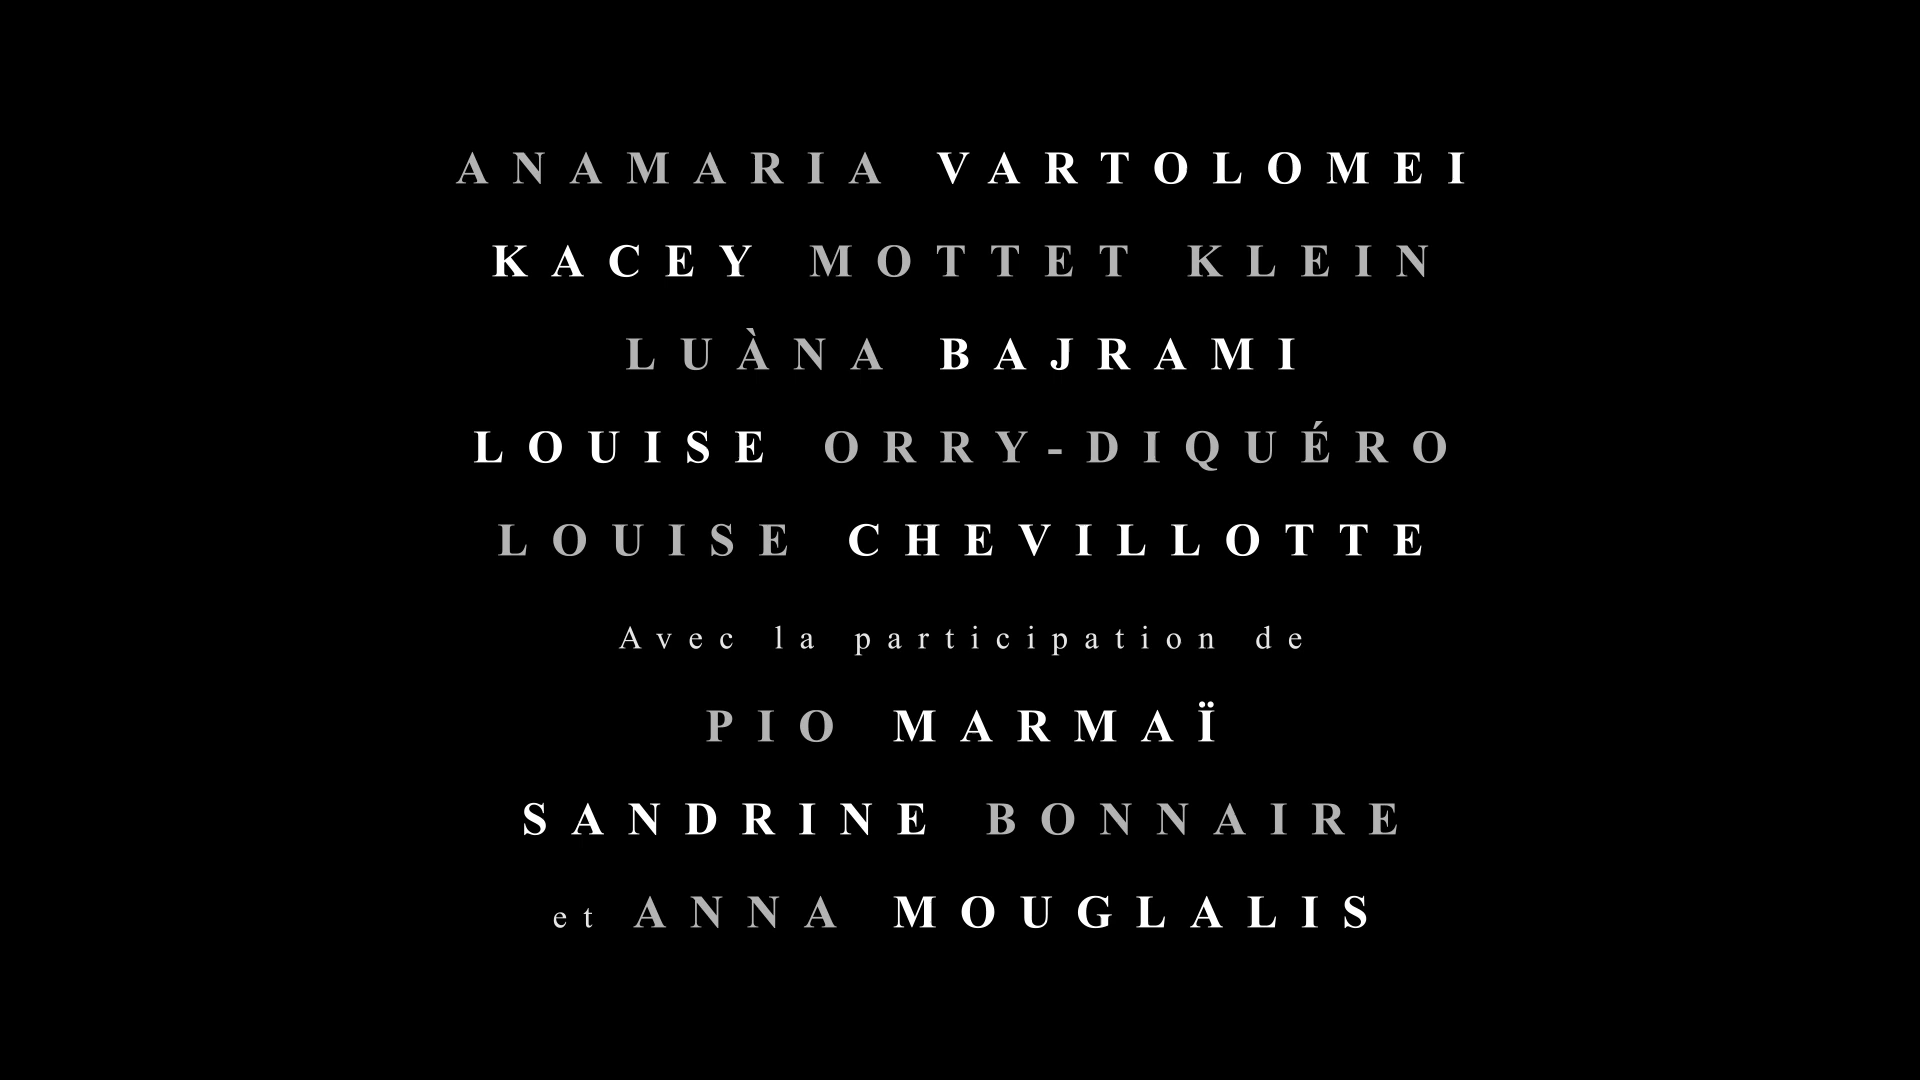 ANAMARIA VARTOLOMEI
KACEY MOTTET KLEIN
LUÀNA BAJRAMI
LOUISE ORRY-DIQUÉRO
LOUISE CHEVILLOTTE
Avec la participation de
PIO MARMAÏ
SANDRINE BONNAIRE
et ANNA MOUGLALIS